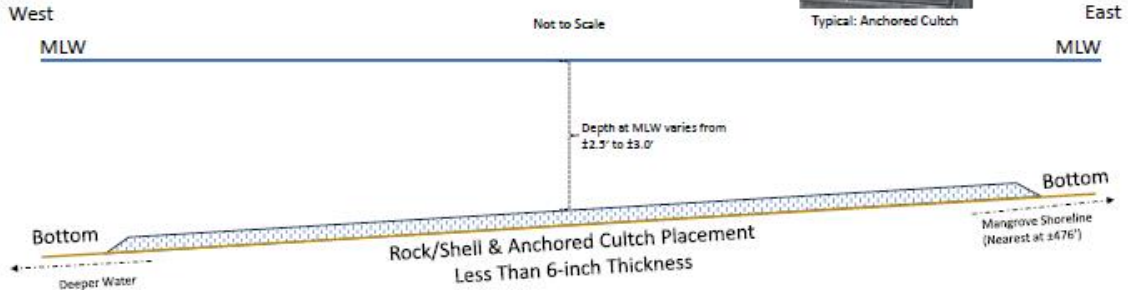 West
East
Not to Scale
Typical: Anchored Cultch
MLW
MLW
Depth at MLW varies from
±2.5' to ±3.0'
Bottom
Bottom
Mangrove Shoreline
(Nearest at ±476')
Rock/Shell & Anchored Cultch Placement
Less Than 6-inch Thickness
Deeper Water